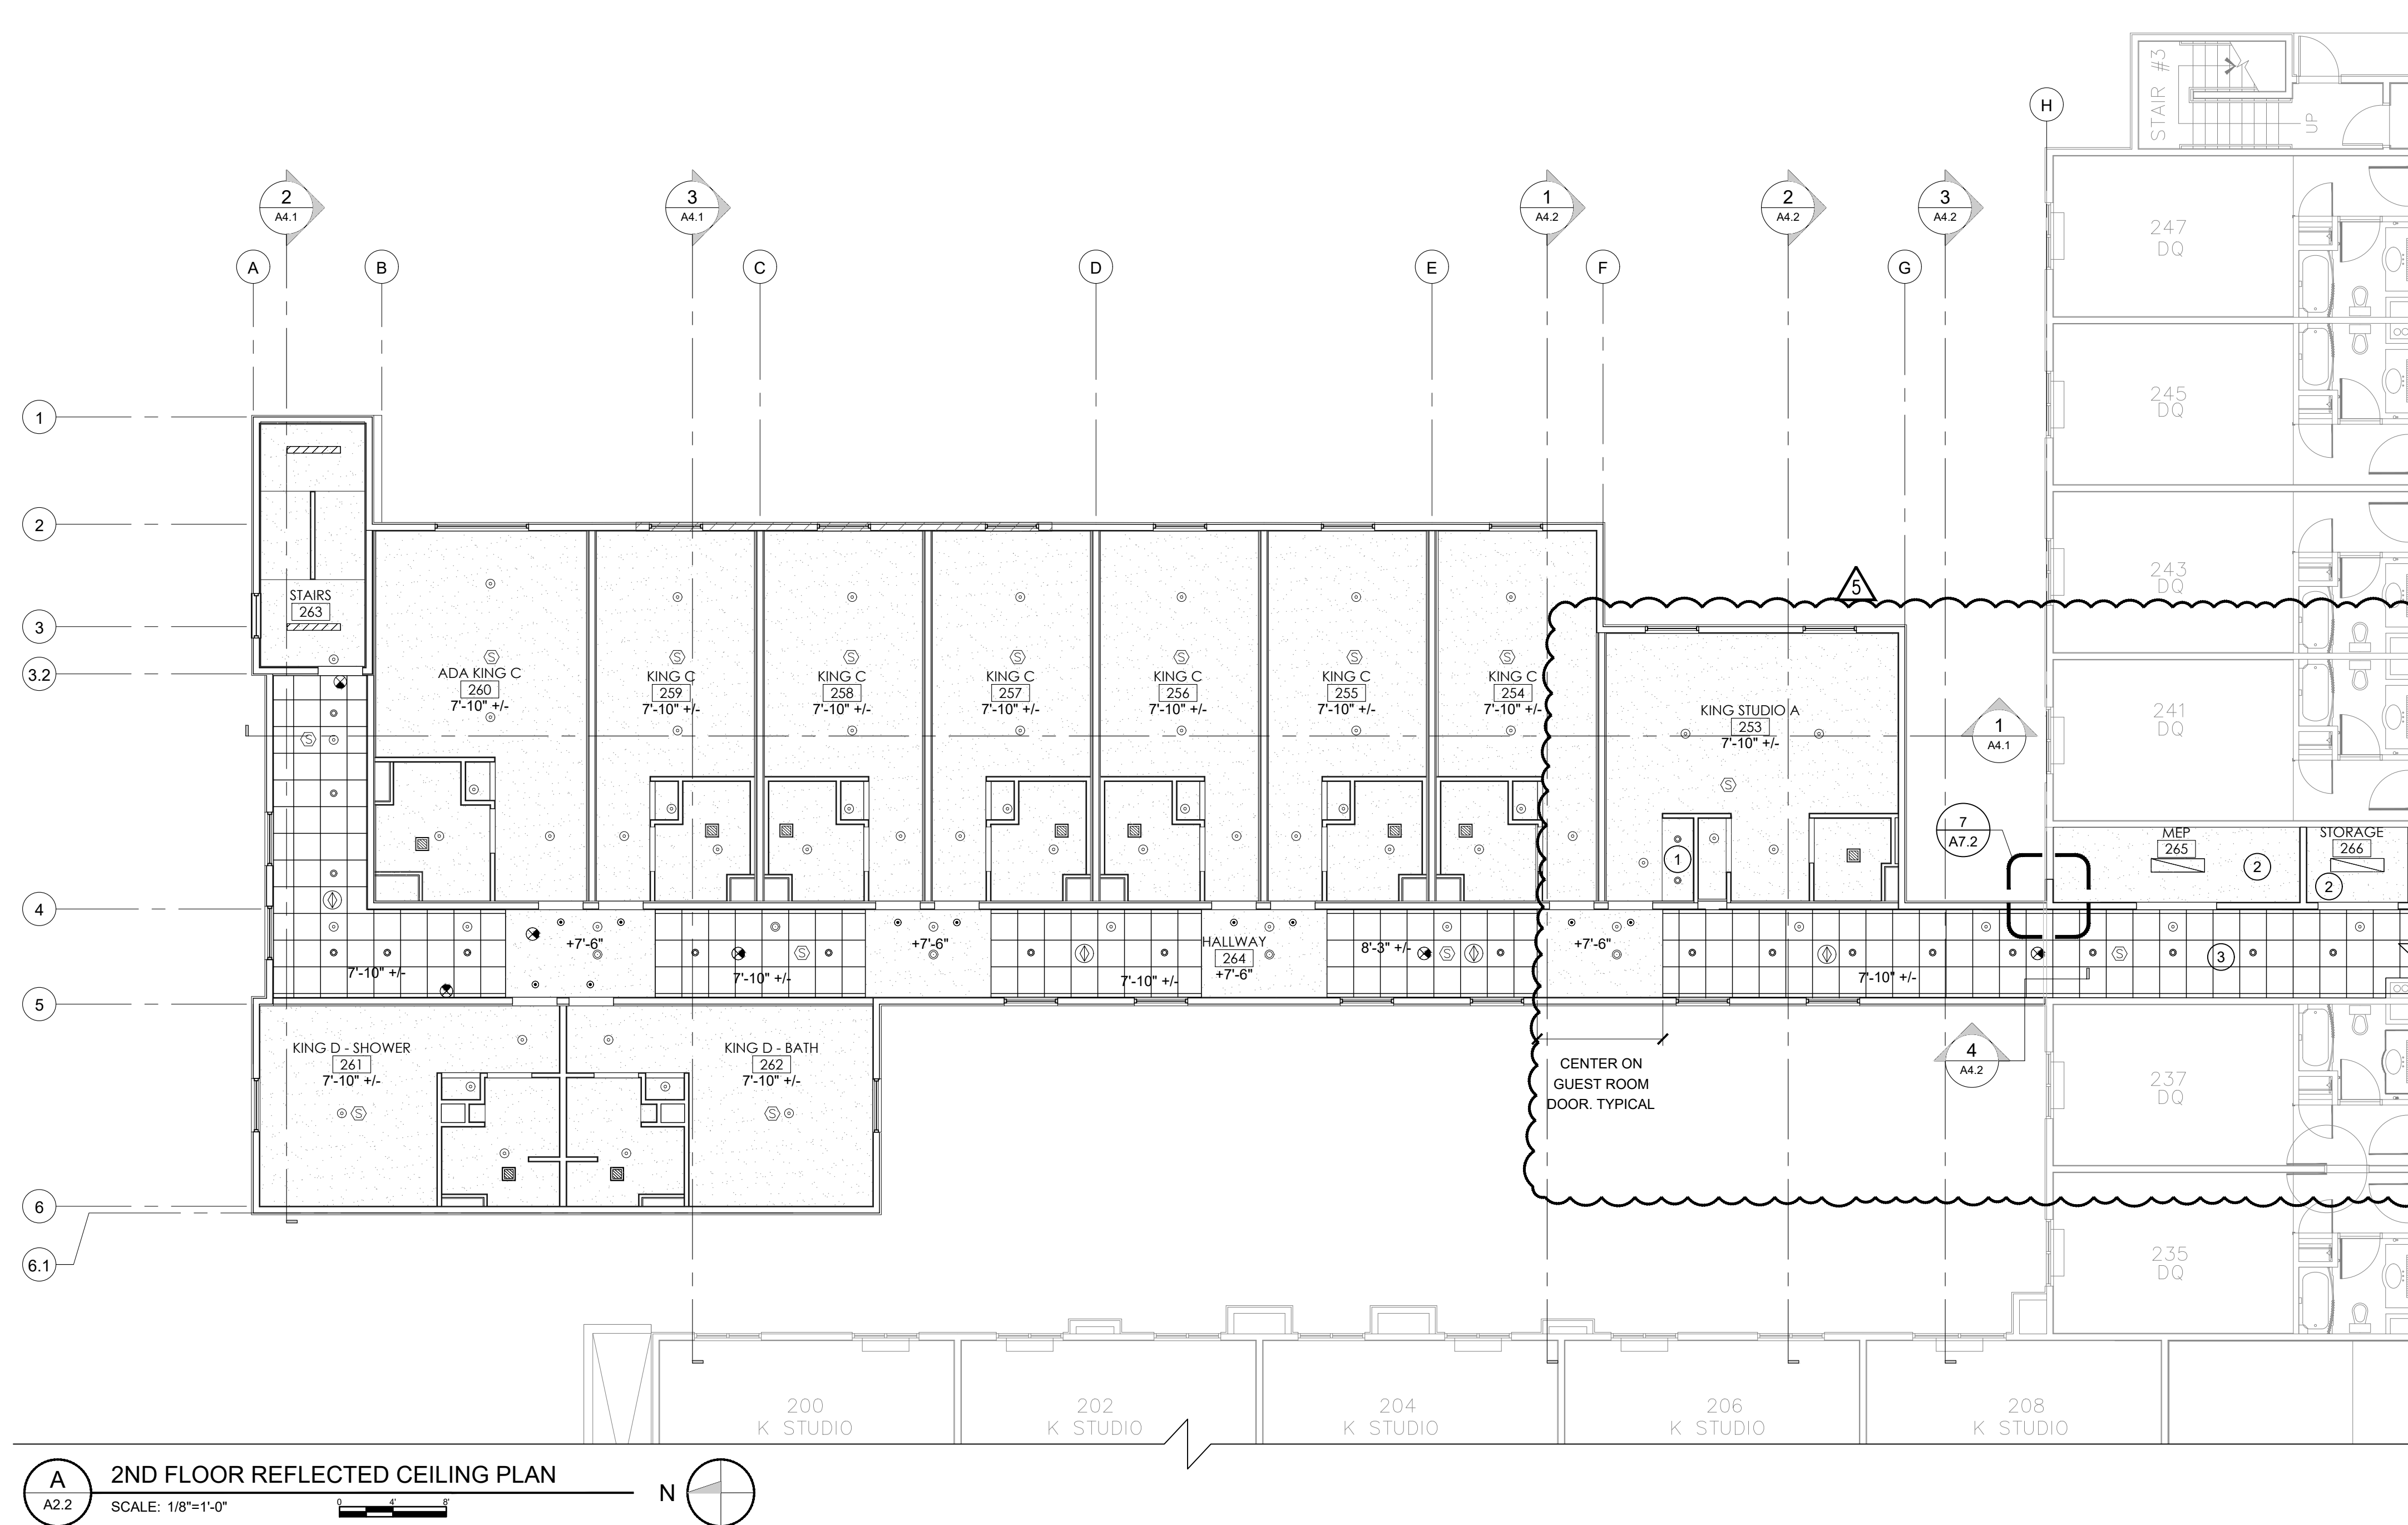 STAIR #3
UP
H
2
A4.1
3
A4.1
1
A4.2
2
A4.2
3
A4.2
A
B
C
D
E
F
G
247
DQ
245
DQ
1
2
243
DQ
5
STAIRS
263
3
3.2
ADA KING C
260
7'-10" +/-
S
KING C
259
7'-10" +/-
S
KING C
258
7'-10" +/-
S
KING C
257
7'-10" +/-
S
KING C
256
7'-10" +/-
S
KING C
255
7'-10" +/-
S
KING C
254
7'-10" +/-
KING STUDIO A
253
7'-10" +/-
S
241
DQ
1
A4.1
S
7
A7.2
1
MEP
265
2
STORAGE
266
2
4
+7'-6"
7'-10" +/-
7'-10" +/-
S
+7'-6"
7'-10" +/-
HALLWAY
264
+7'-6"
8'-3" +/-
S
+7'-6"
7'-10" +/-
S
3
5
KING D - SHOWER
261
7'-10" +/-
S
KING D - BATH
262
7'-10" +/-
S
CENTER ON
GUEST ROOM
DOOR. TYPICAL
4
A4.2
237
DQ
6
6.1
235
DQ
200
K STUDIO
202
K STUDIO
204
K STUDIO
206
K STUDIO
208
K STUDIO
A
A2.2
2ND FLOOR REFLECTED CEILING PLAN
SCALE: 1/8"=1'-0"
0 4' 8'
N